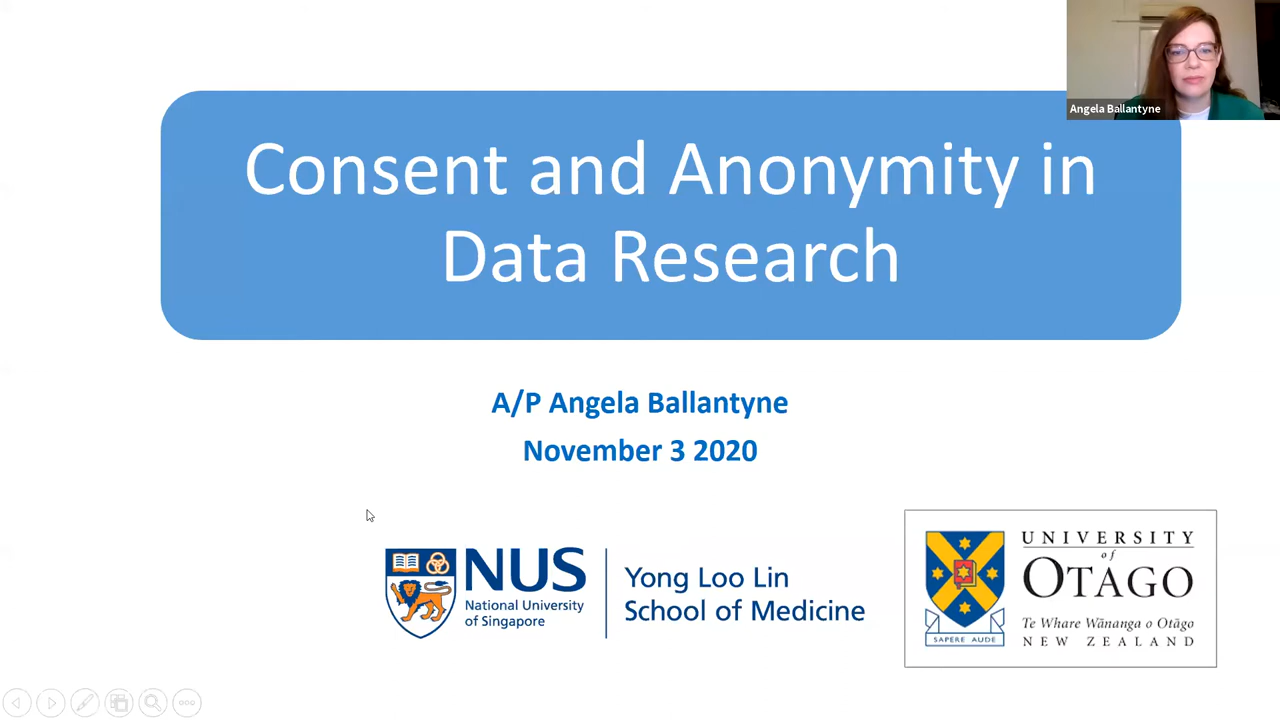 Angela Ballantyne
Consent and Anonymity in
Data Research
A/P Angela Ballantyne
November 3 2020
NUS
National University
of Singapore
Yong Loo Lin
School of Medicine
UNIVERSITY
of
OTAGO
Te Whare Wānanga o Otāgo
NEW ZEALAND
SAPERE AUDE